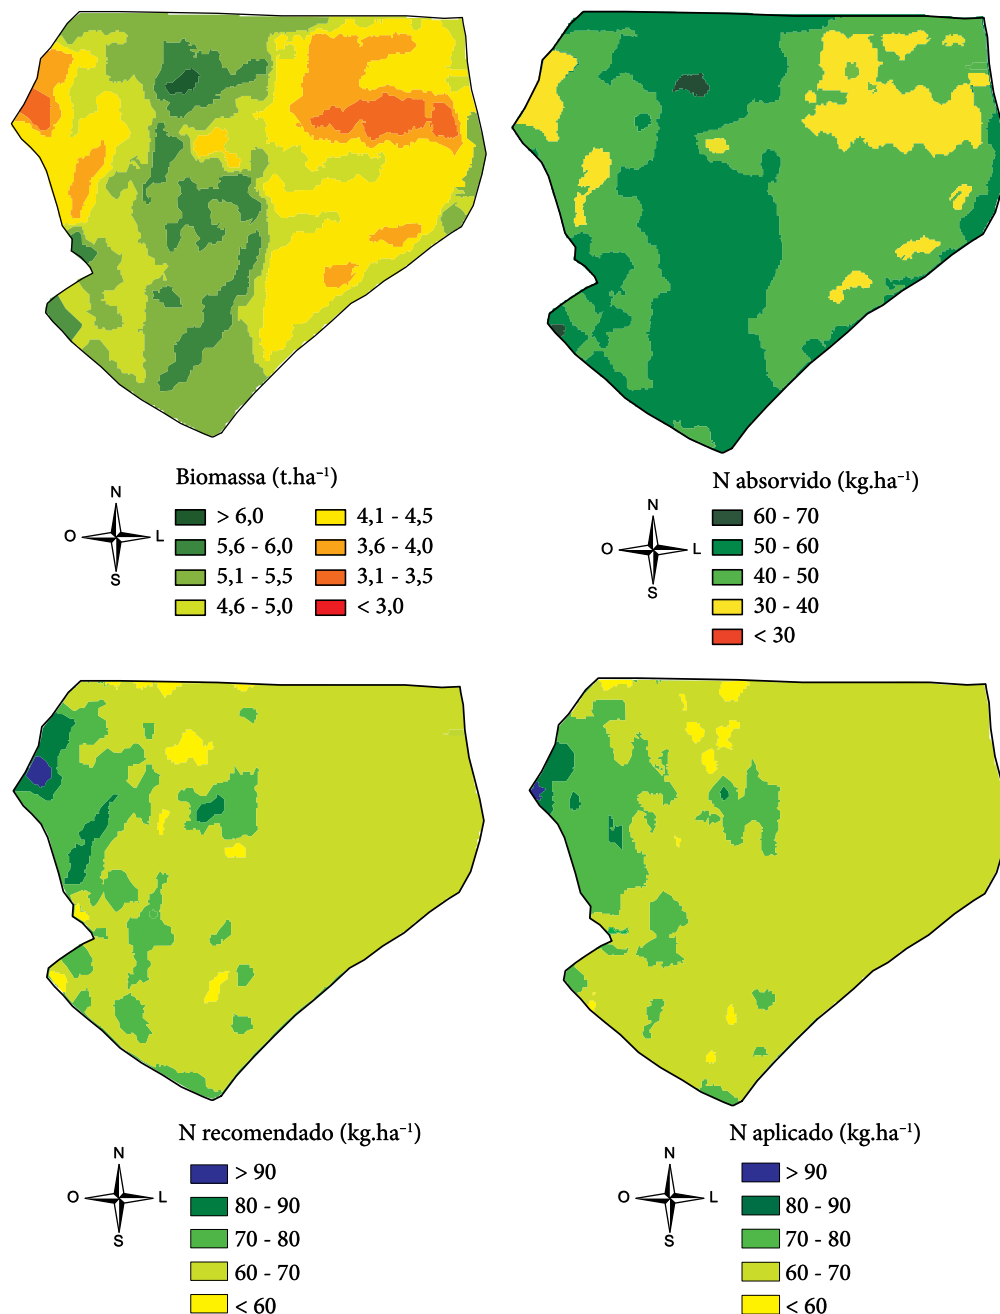 Biomassa (t.ha⁻¹)
N
O
L
S
> 6,0
5,6 - 6,0
5,1 - 5,5
4,6 - 5,0
4,1 - 4,5
3,6 - 4,0
3,1 - 3,5
< 3,0
N absorvido (kg.ha⁻¹)
N
O
L
S
60 - 70
50 - 60
40 - 50
30 - 40
< 30
N recomendado (kg.ha⁻¹)
N
O
L
S
> 90
80 - 90
70 - 80
60 - 70
< 60
N aplicado (kg.ha⁻¹)
N
O
L
S
> 90
80 - 90
70 - 80
60 - 70
< 60